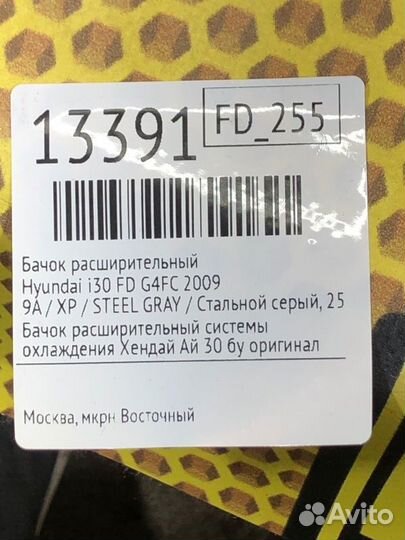 13391
FD_255
Бачок расширительный
Hyundai i30 FD G4FC 2009
9A / XP / STEEL GRAY / Стальной серый, 25
Бачок расширительный системы
охлаждения Хендай Ай 30 бу оригинал
Москва, мкрн Восточный
Avito